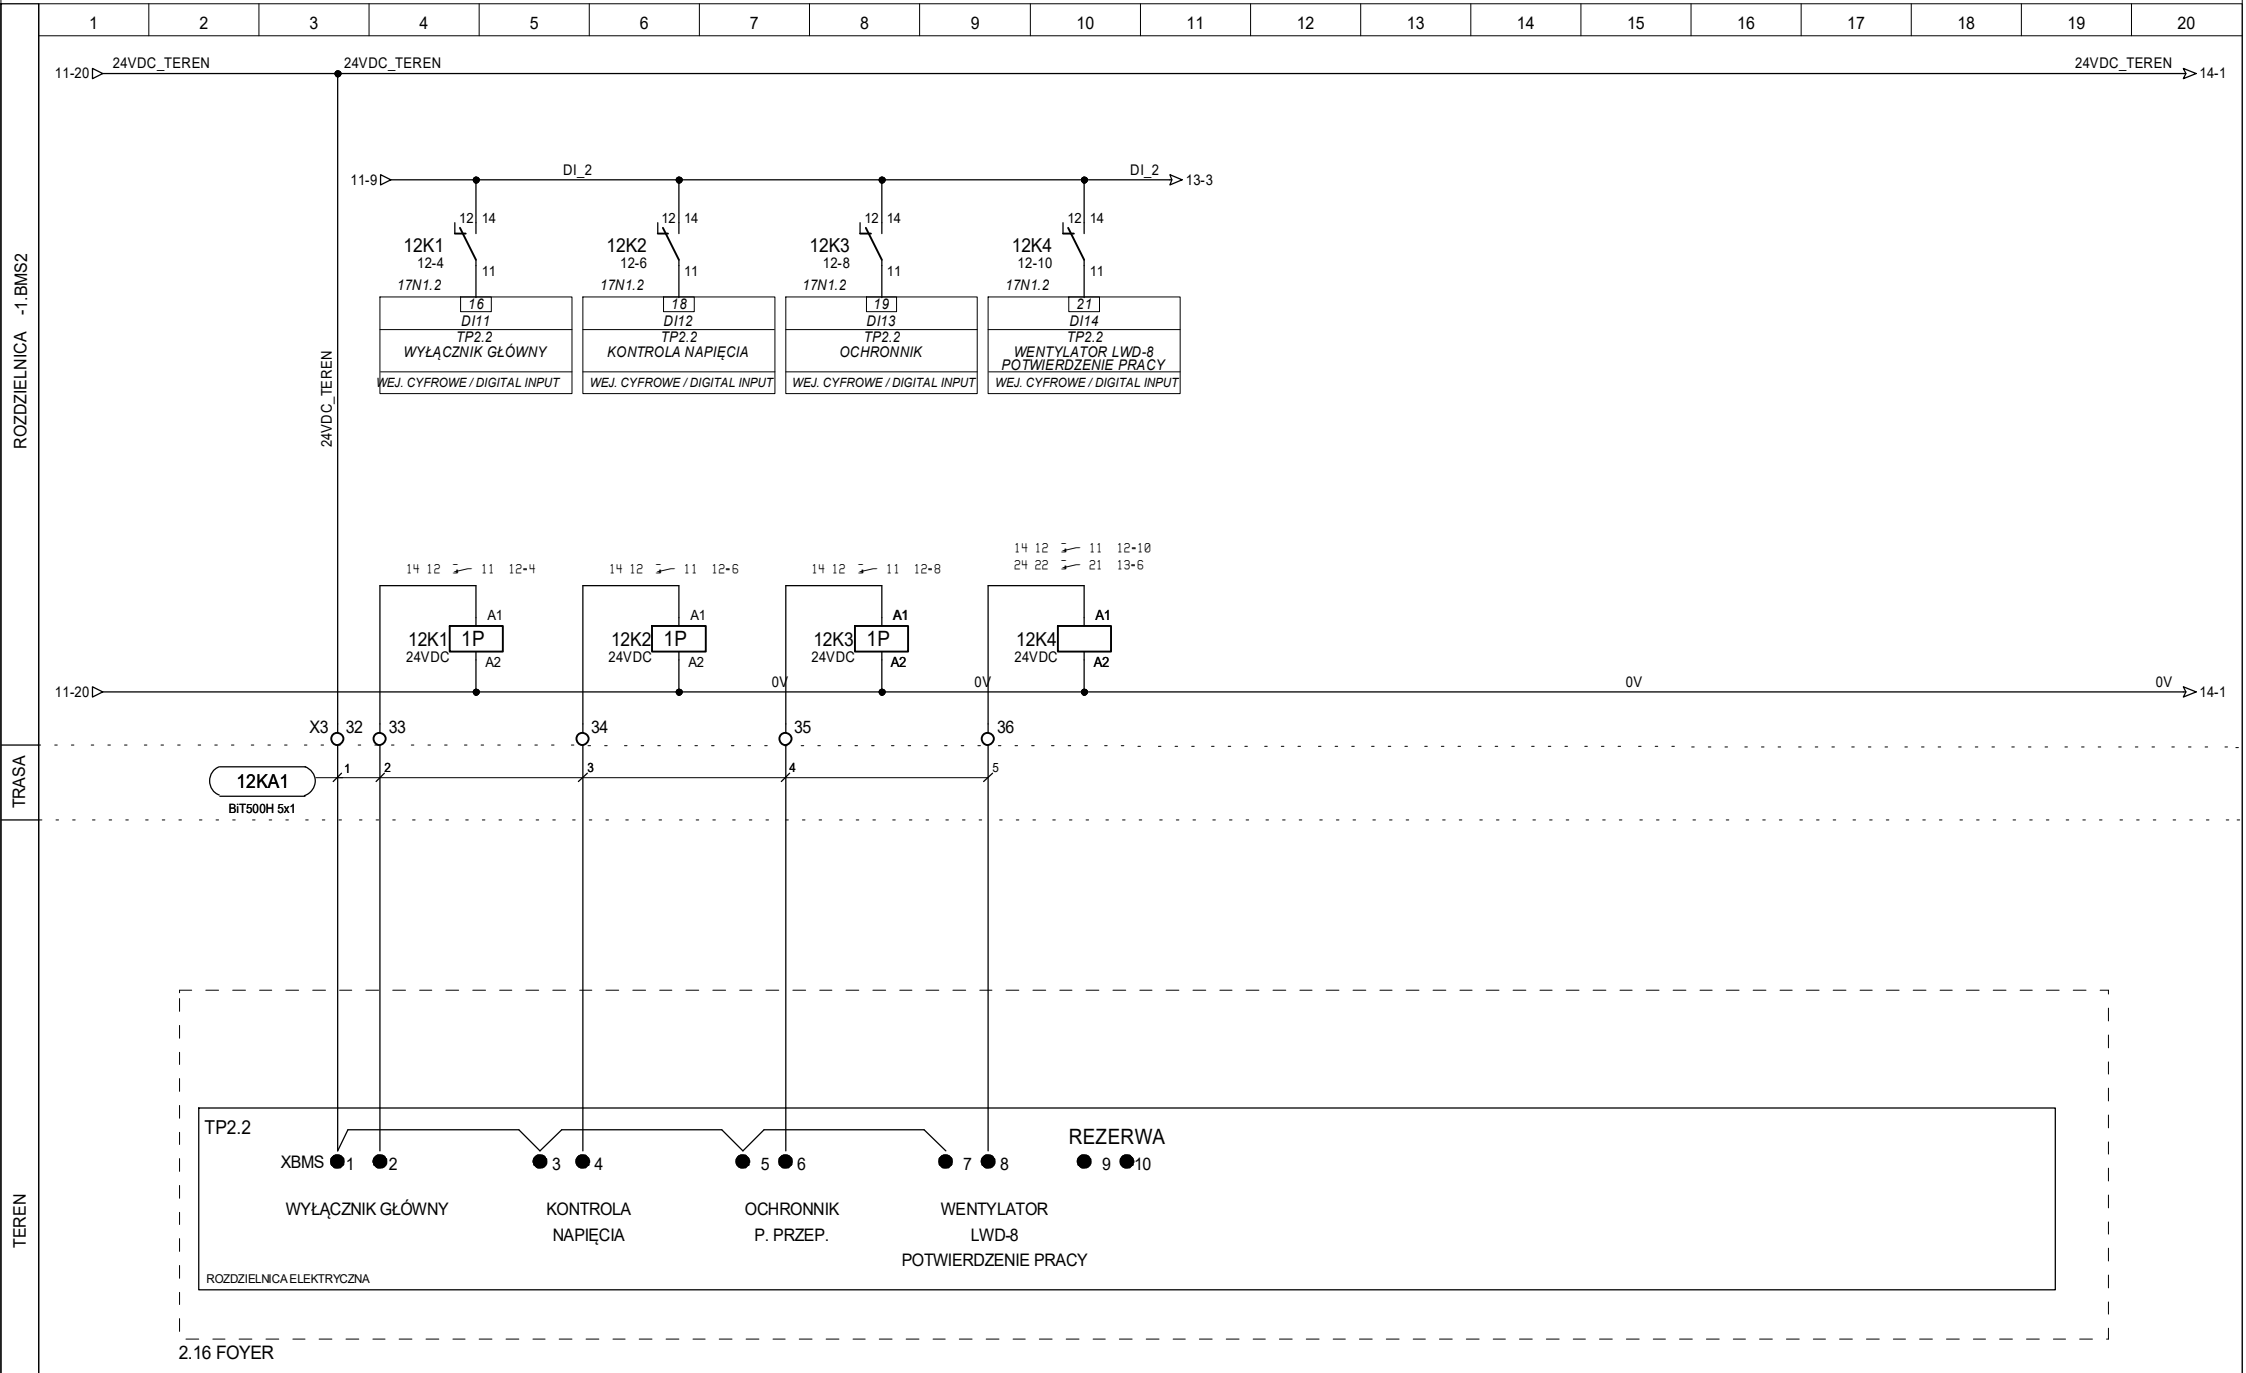 1 2 3 4 5 6 7 8 9 10 11 12 13 14 15 16 17 18 19 20
24VDC_TEREN 24VDC_TEREN 24VDC_TEREN
11-20 14-1
DI_2 DI_2
11-9 13-3
12 14 12 14 12 14 12 14
12K1 12K2 12K3 12K4
12-4 12-6 12-8 12-10
11 11 11 11
17N1.2 17N1.2 17N1.2 17N1.2
16 18 19 21
DI11 DI12 DI13 DI14
TP2.2 TP2.2 TP2.2 TP2.2
WYŁĄCZNIK GŁÓWNY KONTROLA NAPIĘCIA OCHRONNIK WENTYLATOR LWD-8
POTWIERDZENIE PRACY
WEJ. CYFROWE / DIGITAL INPUT WEJ. CYFROWE / DIGITAL INPUT WEJ. CYFROWE / DIGITAL INPUT WEJ. CYFROWE / DIGITAL INPUT
ROZDZIELNICA -1.BMS2
24VDC_TEREN
14 12 11 12-10
14 12 11 12-4 14 12 11 12-6 14 12 11 12-8 24 22 21 13-6
A1 A1 A1 A1
12K1 1P 12K2 1P 12K3 1P 12K4
24VDC 24VDC 24VDC 24VDC
A2 A2 A2 A2
0V 0V 0V 0V
11-20 14-1
X3 32 33 34 35 36
TRASA
1 2 3 4 5
12KA1
BiT500H 5x1
TEREN
TP2.2
REZERWA
XBMS 1 2 3 4 5 6 7 8 9 10
WYŁĄCZNIK GŁÓWNY KONTROLA OCHRONNIK WENTYLATOR
NAPIĘCIA P. PRZEP. LWD-8
POTWIERDZENIE PRACY
ROZDZIELNICA ELEKTRYCZNA
2.16 FOYER